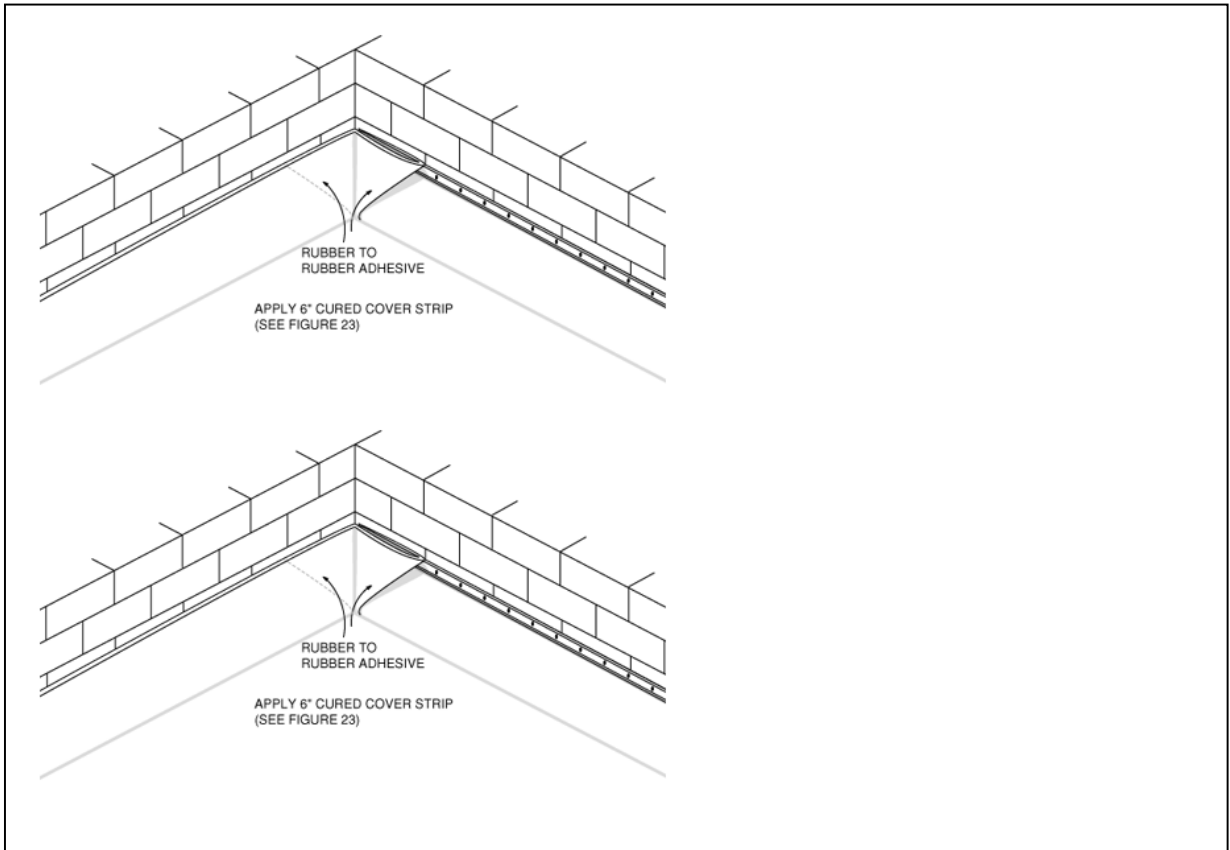 RUBBER TO
RUBBER ADHESIVE
APPLY 6" CURED COVER STRIP
(SEE FIGURE 23)
RUBBER TO
RUBBER ADHESIVE
APPLY 6" CURED COVER STRIP
(SEE FIGURE 23)